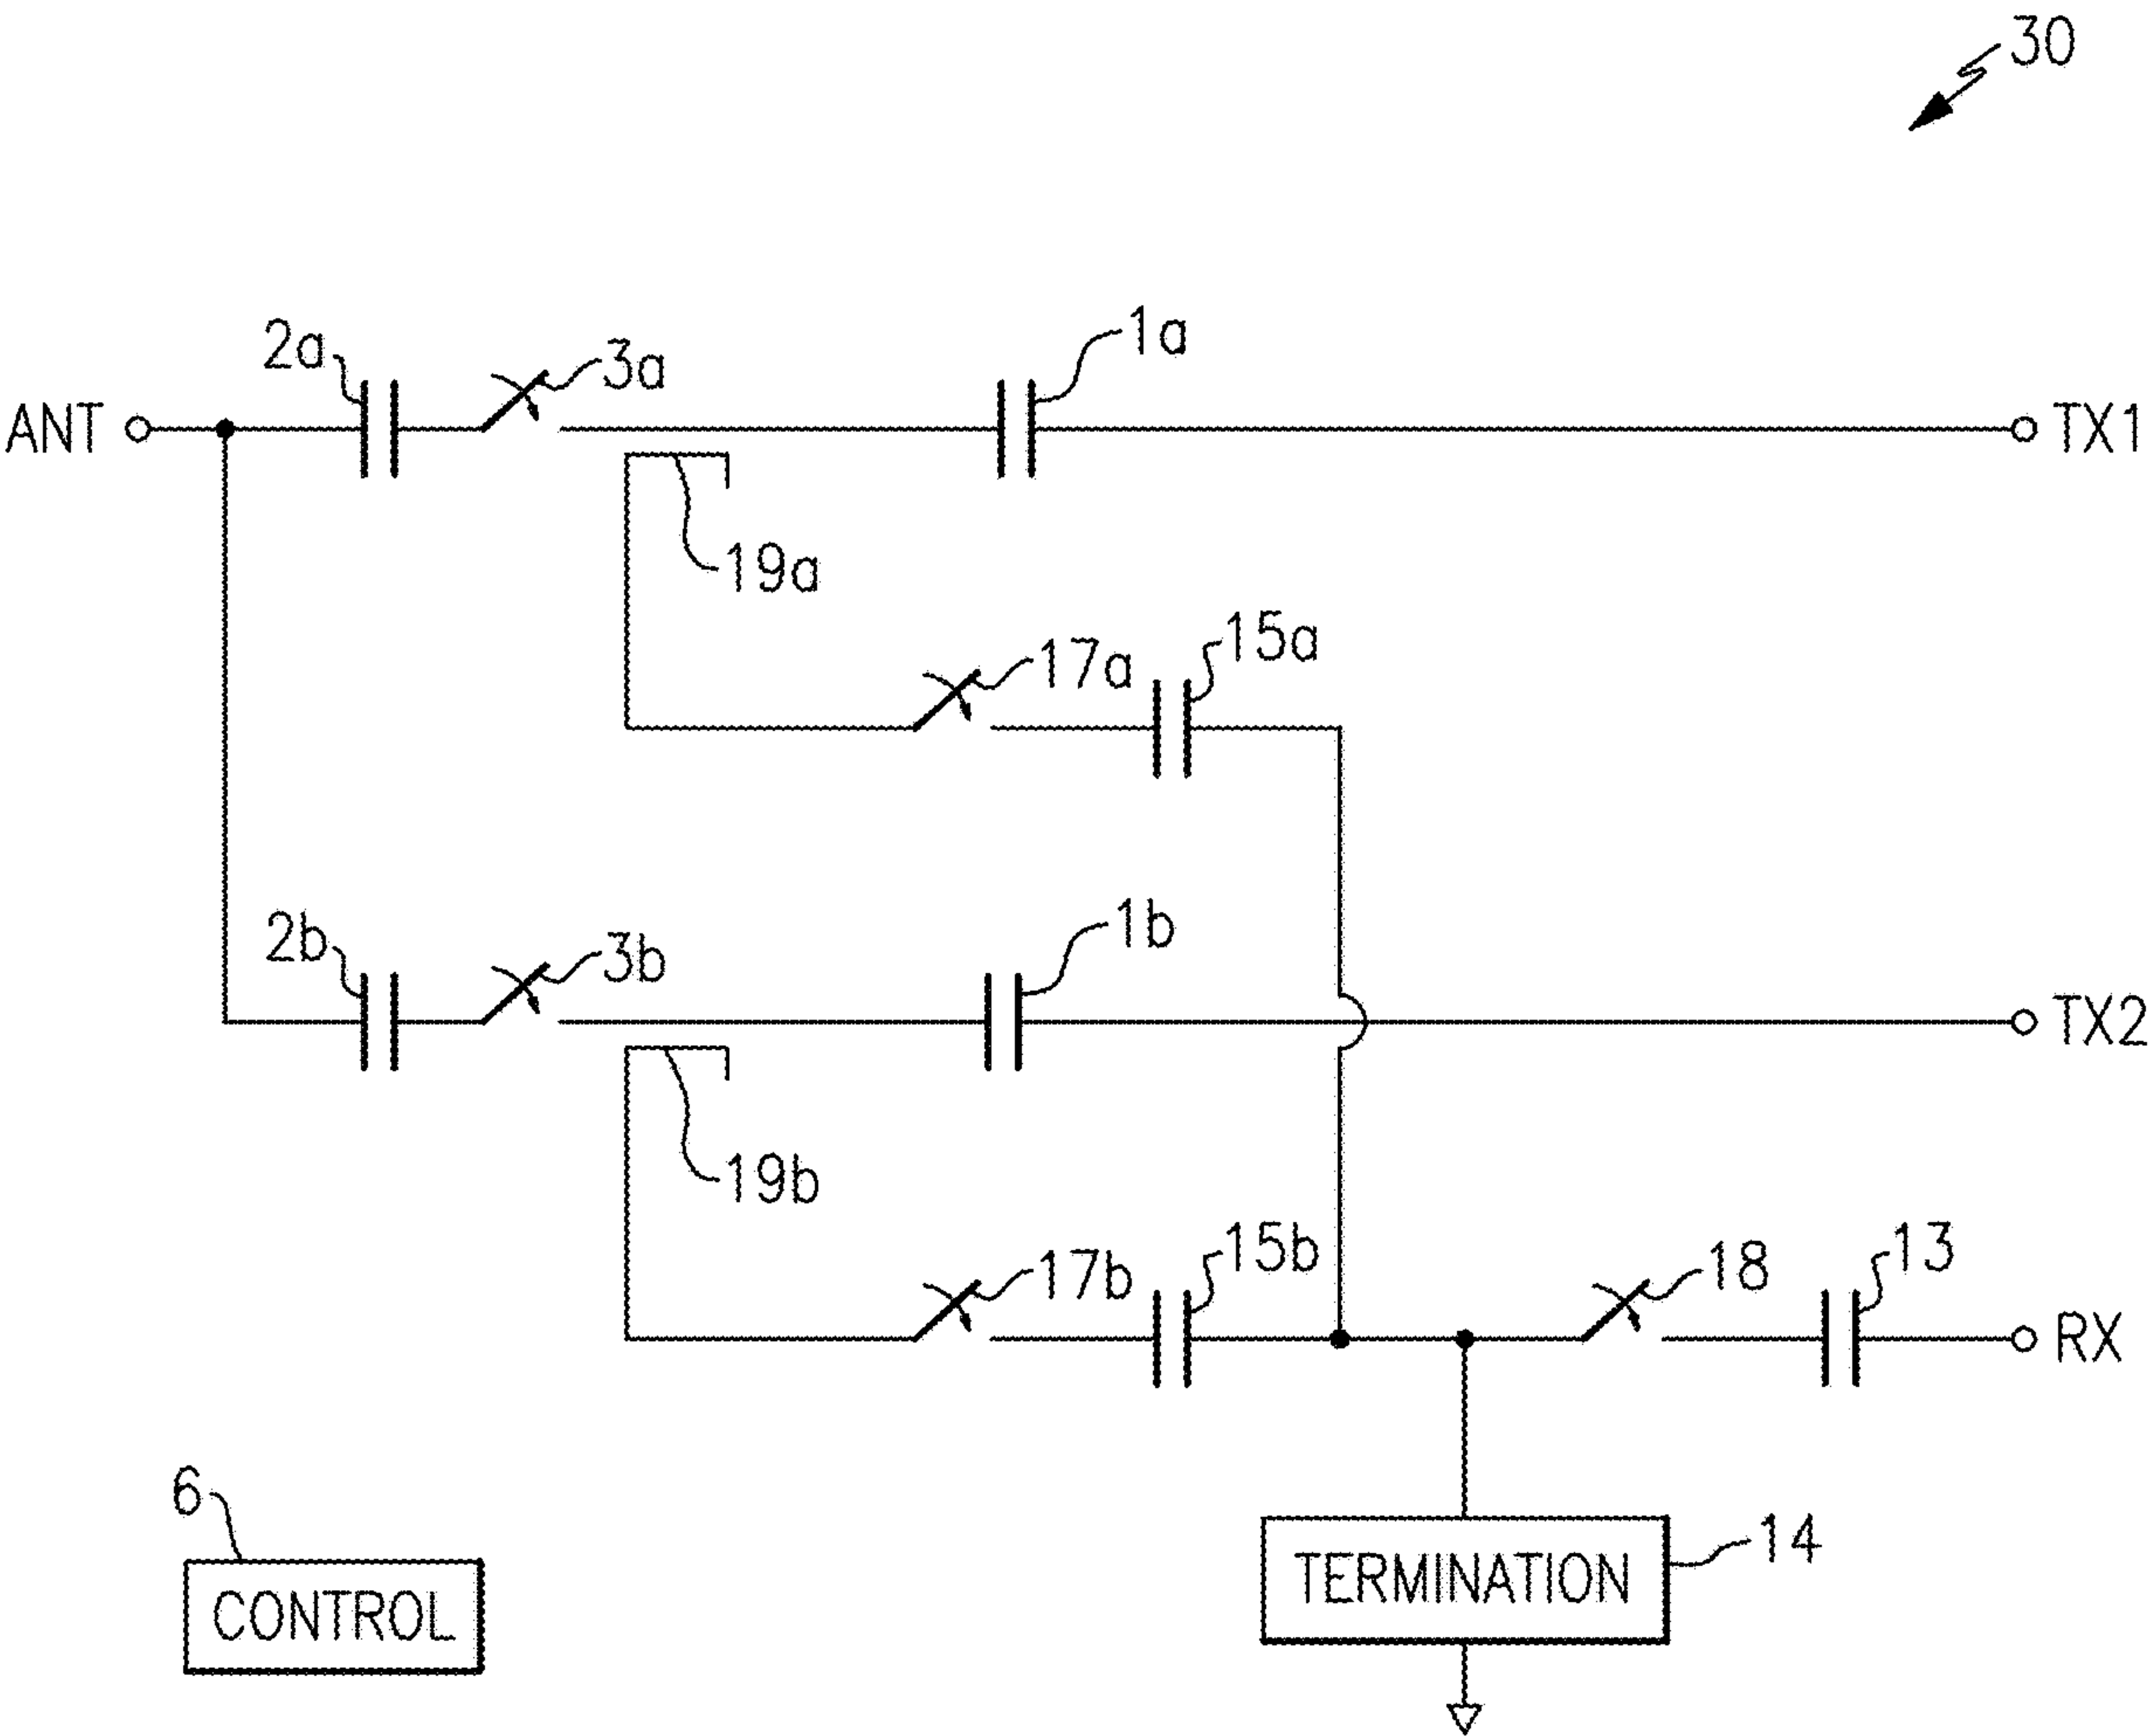 30
2a
3a
1a
ANT
TX1
19a
17a
15a
2b
3b
1b
TX2
19b
17b
15b
18
13
RX
6
CONTROL
TERMINATION
14